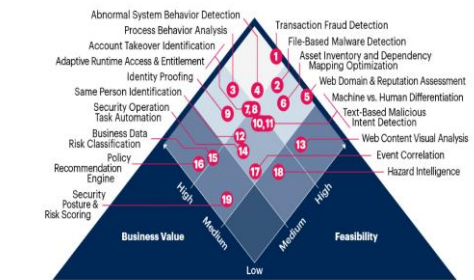 Abnormal System Behavior Detection
Process Behavior Analysis
Account Takeover Identification
Adaptive Runtime Access & Entitlement
Identity Proofing
Same Person Identification
Security Operation
Task Automation
Business Data
Risk Classification
Policy
Recommendation
Engine
Security
Posture &
Risk Scoring
Transaction Fraud Detection
File-Based Malware Detection
Asset Inventory and Dependency
Mapping Optimization
Web Domain & Reputation Assessment
Machine vs. Human Differentiation
Text-Based Malicious
Intent Detection
Web Content Visual Analysis
Event Correlation
Hazard Intelligence
1
2
3
4
5
6
7,8
9
10,11
12
13
14
15
16
17
18
19
High
Medium
Low
Medium
High
Business Value
Feasibility